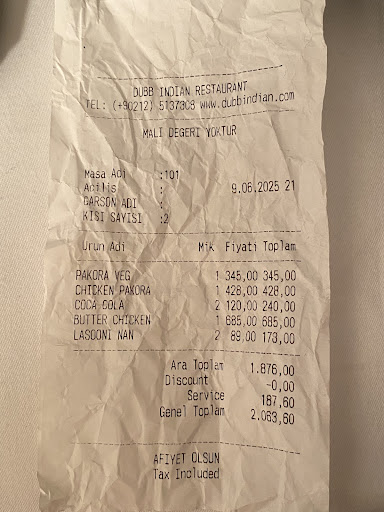 DUBB INDIAN RESTAURANT
TEL: (+90212) 5137308 www.dubbindian.com
MALI DEGERI YOKTUR
Masa Adi :101
Acilis : 9.06.2025 21
GARSON ADI :
KISI SAYISI :2
Urun Adi Mik Fiyati Toplam
PAKORA VEG 1 345,00 345,00
CHICKEN PAKORA 1 428,00 428,00
COCA COLA 2 120,00 240,00
BUTTER CHICKEN 1 685,00 685,00
LASOONI NAN 2 89,00 173,00
Ara Toplam 1.876,00
Discount -0,00
Service 187,60
Genel Toplam 2.063,60
AFIYET OLSUN
Tax Included